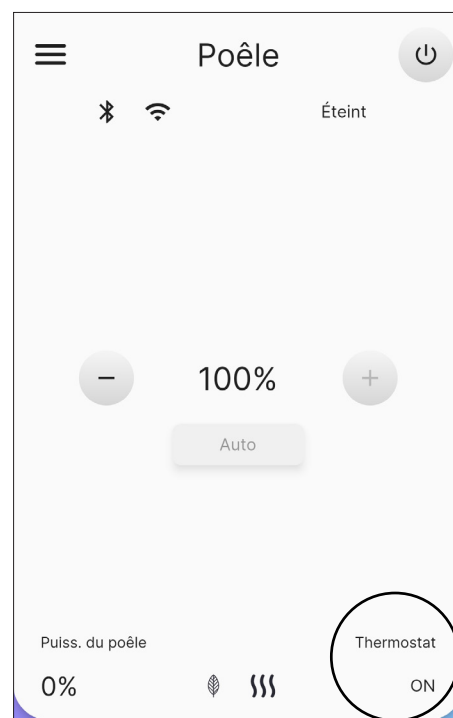 Poêle
Éteint
− 100% +
Auto
Puiss. du poêle Thermostat
0% ON